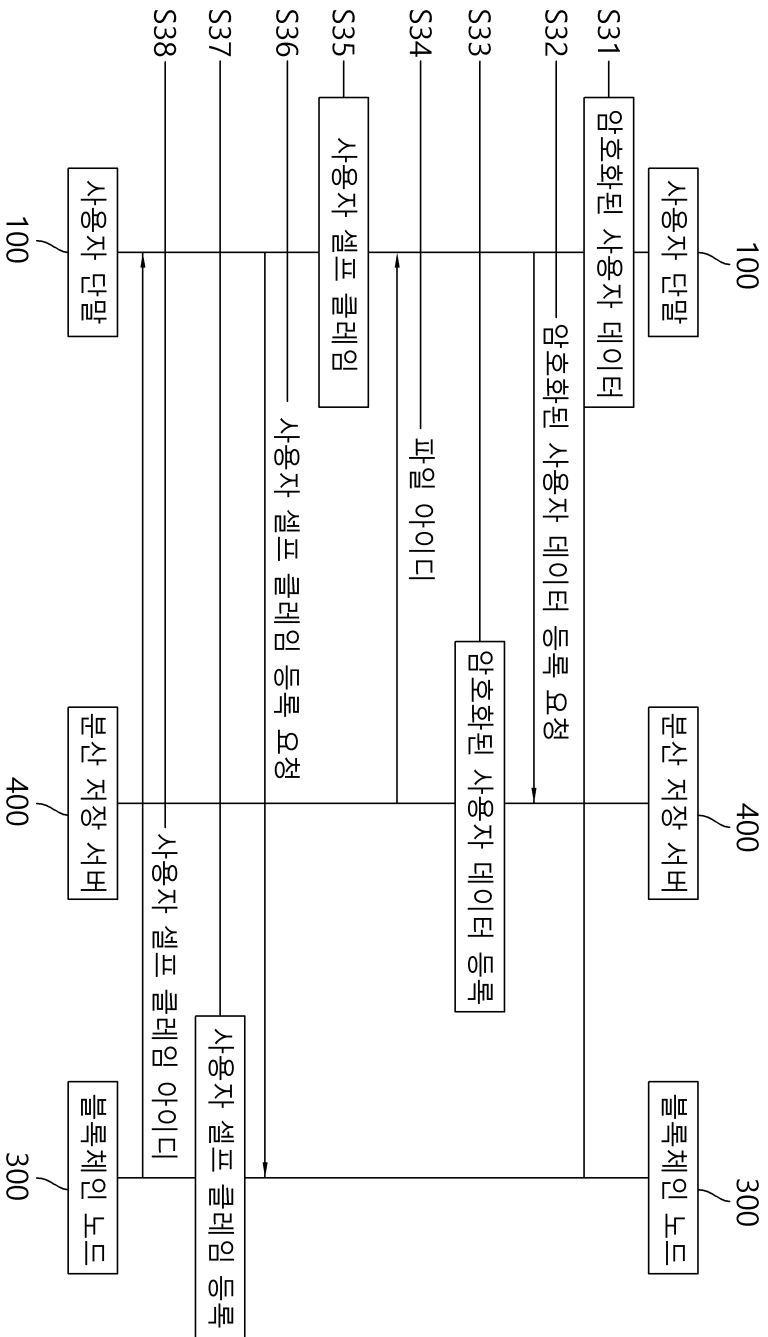 100
400
300
사용자 단말
분산 저장 서버
블록체인 노드
S31
암호화된 사용자 데이터
S32
암호화된 사용자 데이터 등록 요청
S33
암호화된 사용자 데이터 등록
S34
파일 아이디
S35
사용자 셀프 클레임
S36
사용자 셀프 클레임 등록 요청
S37
사용자 셀프 클레임 등록
S38
사용자 셀프 클레임 아이디
사용자 단말
분산 저장 서버
블록체인 노드
100
400
300